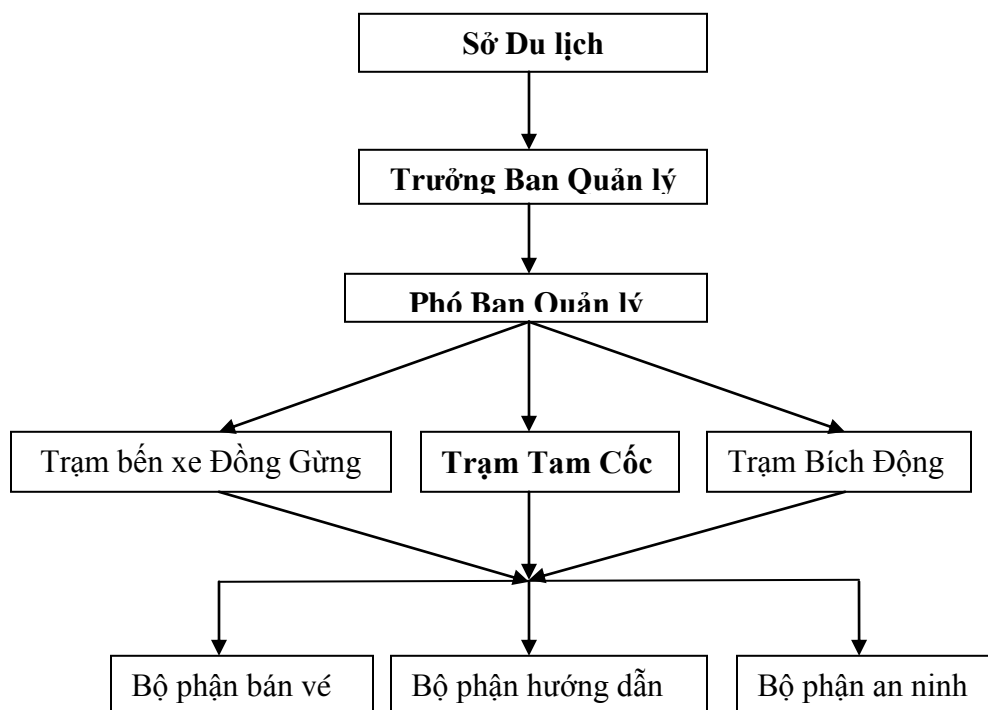 Sở Du lịch
Trưởng Ban Quản lý
Phó Ban Quản lý
Trạm bến xe Đồng Gừng
Trạm Tam Cốc
Trạm Bích Động
Bộ phận bán vé
Bộ phận hướng dẫn
Bộ phận an ninh